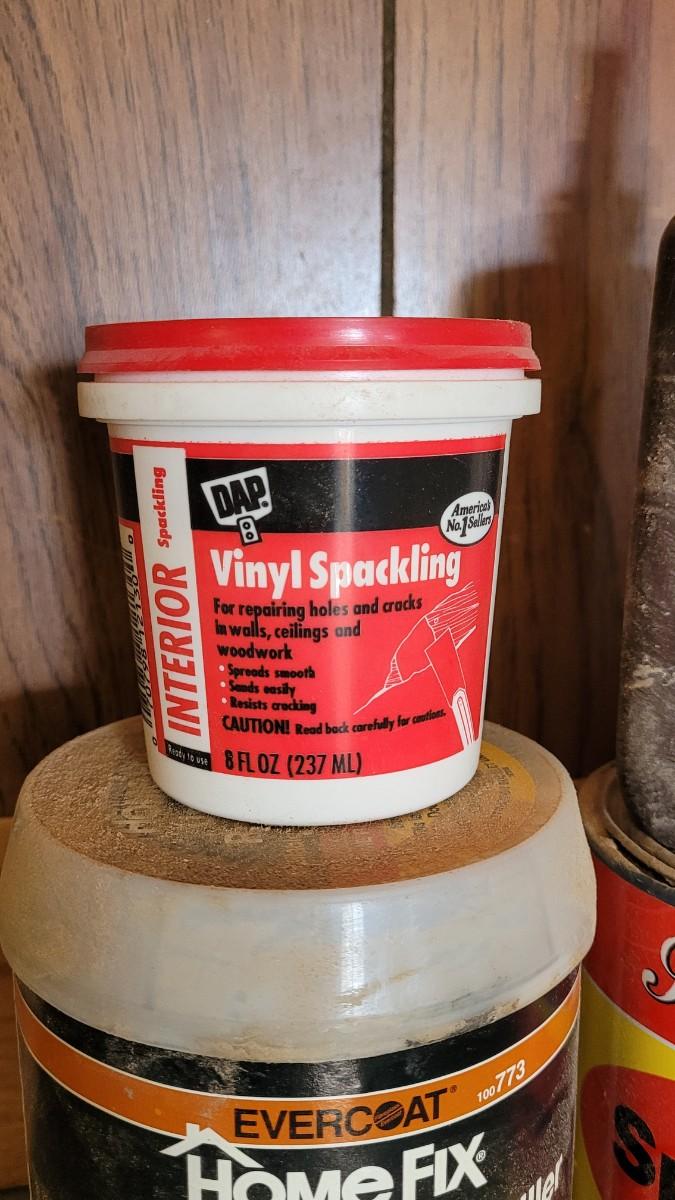 DAP®
America's
No.1 Seller!
Vinyl Spackling
For repairing holes and cracks
in walls, ceilings and
woodwork
• Spreads smooth
• Sands easily
• Resists cracking
CAUTION! Read back carefully for cautions.
8 FL OZ (237 ML)
INTERIOR Spackling
Ready to use
EVERCOAT®
100773
HOME FIX®